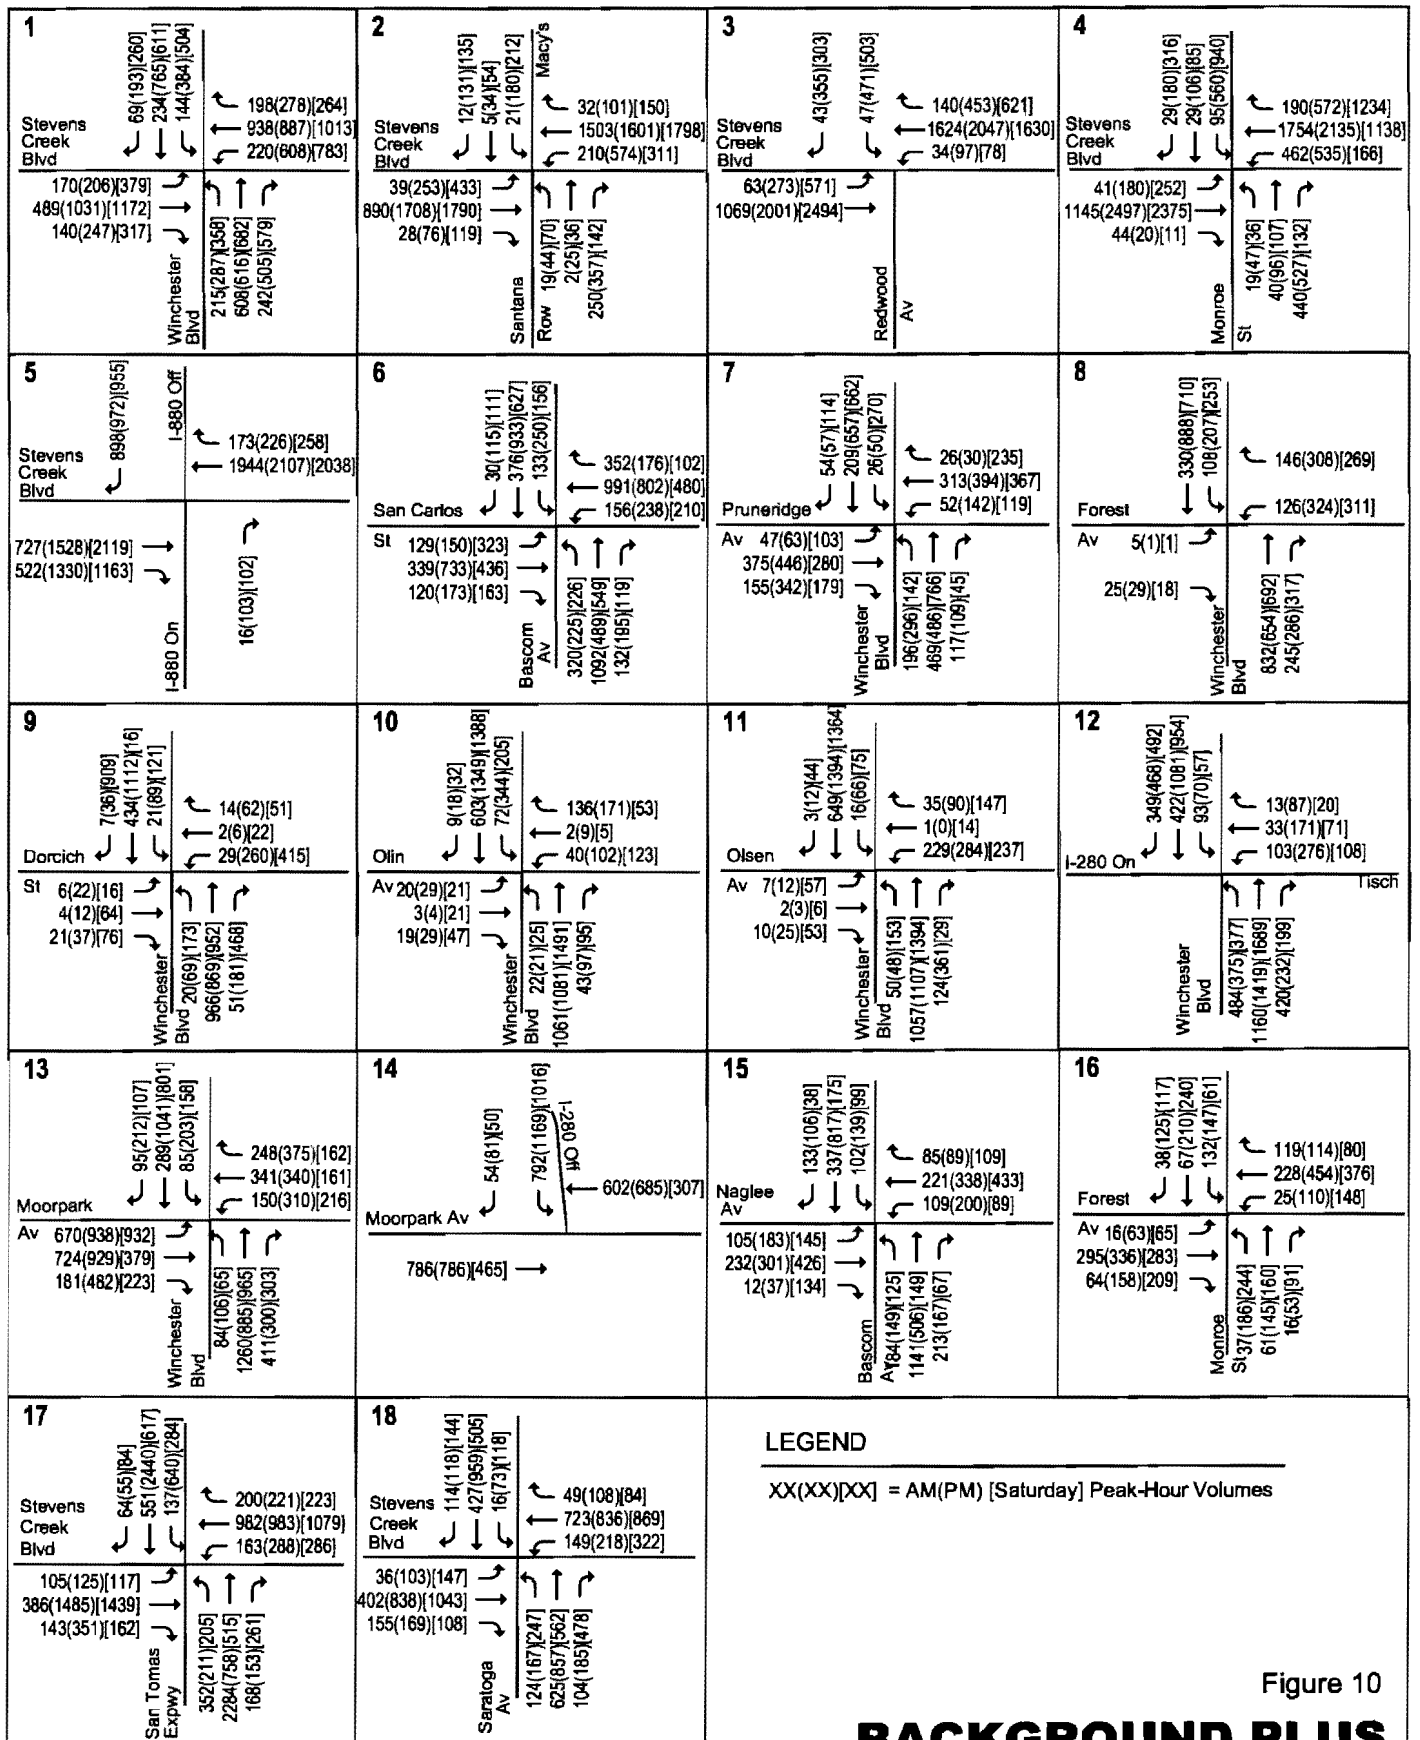 1
69(193)[260]
234(765)[611]
144(384)[504]
198(278)[264]
938(887)[1013]
220(608)[783]
Stevens
Creek
Blvd
170(206)[379]
489(1031)[1172]
140(247)[317]
Winchester
Blvd
215(287)[358]
608(616)[682]
242(505)[579]
2
12(131)[135]
5(34)[54]
21(180)[212]
Macy's
32(101)[150]
1503(1601)[1798]
210(574)[311]
Stevens
Creek
Blvd
39(253)[433]
890(1708)[1790]
28(76)[119]
Santana
Row
19(44)[70]
2(25)[36]
250(357)[142]
3
43(355)[303]
47(471)[503]
140(453)[621]
1624(2047)[1630]
34(97)[78]
63(273)[571]
1069(2001)[2494]
Redwood
Av
4
29(180)[316]
29(106)[85]
955(560)[940]
190(572)[1234]
1754(2135)[1138]
462(535)[166]
Stevens
Creek
Blvd
41(180)[252]
1145(2497)[2375]
44(20)[11]
Monroe
St
19(47)[36]
40(96)[107]
440(527)[132]
5
898(972)[955]
I-880 Off
173(226)[258]
1944(2107)[2038]
Stevens
Creek
Blvd
727(1528)[2119]
522(1330)[1163]
I-880 On
16(103)[102]
6
30(115)[111]
376(933)[627]
133(250)[156]
352(176)[102]
991(802)[480]
156(238)[210]
San Carlos
St
129(150)[323]
339(733)[436]
120(173)[163]
Bascom
Av
320(225)[226]
1092(489)[549]
132(195)[119]
7
54(57)[114]
209(657)[662]
26(50)[270]
26(30)[235]
313(394)[367]
52(142)[119]
Pruneridge
Av
47(63)[103]
375(446)[280]
155(342)[179]
Winchester
Blvd
196(296)[142]
469(486)[766]
117(109)[45]
8
330(888)[710]
108(207)[253]
146(308)[269]
126(324)[311]
Forest
Av
5(1)[1]
25(29)[18]
Winchester
Blvd
832(654)[692]
245(286)[317]
9
7(36)[909]
434(1112)[16]
21(89)[121]
14(62)[51]
2(6)[22]
29(260)[415]
Dorcich
St
6(22)[16]
4(12)[64]
21(37)[76]
Winchester
Blvd
20(69)[173]
966(869)[952]
51(181)[468]
10
9(18)[32]
603(1349)[1388]
72(344)[205]
136(171)[53]
2(9)[5]
40(102)[123]
Olin
Av
20(29)[21]
3(4)[21]
19(29)[47]
Winchester
Blvd
22(21)[25]
1061(1081)[1491]
43(97)[95]
11
3(12)[44]
649(1394)[1364]
16(66)[75]
35(90)[147]
1(0)[14]
229(284)[237]
Olsen
Av
7(12)[57]
2(3)[6]
10(25)[53]
Winchester
Blvd
50(48)[153]
1057(1107)[1394]
124(361)[29]
12
349(468)[492]
422(1081)[954]
93(70)[57]
13(87)[20]
33(171)[71]
103(276)[108]
I-280 On
Tisch
Winchester
Blvd
484(375)[377]
1160(1419)[1689]
420(232)[199]
13
95(212)[107]
289(1041)[801]
85(203)[158]
248(375)[162]
341(340)[161]
150(310)[216]
Moorpark
Av
670(938)[932]
724(929)[379]
181(482)[223]
Winchester
Blvd
84(106)[65]
1260(885)[965]
411(300)[303]
14
54(81)[50]
792(1169)[1016]
I-280 Off
602(685)[307]
Moorpark Av
786(786)[465]
15
133(106)[38]
337(817)[175]
102(139)[99]
85(89)[109]
221(338)[433]
109(200)[89]
Naglee
Av
105(183)[145]
232(301)[426]
12(37)[134]
Bascom
Av
184(149)[125]
1141(506)[149]
213(167)[67]
16
38(125)[117]
67(210)[240]
132(147)[61]
119(114)[80]
228(454)[376]
25(110)[148]
Forest
Av
16(63)[65]
295(336)[283]
64(158)[209]
Monroe
St
37(186)[244]
61(145)[160]
16(53)[91]
17
64(55)[84]
551(2440)[617]
137(640)[284]
200(221)[223]
982(983)[1079]
163(288)[286]
Stevens
Creek
Blvd
105(125)[117]
386(1485)[1439]
143(351)[162]
San Tomas
Expwy
352(211)[205]
2284(758)[515]
168(153)[261]
18
114(118)[144]
427(959)[505]
16(73)[118]
49(108)[84]
723(836)[869]
149(218)[322]
Stevens
Creek
Blvd
36(103)[147]
402(838)[1043]
155(169)[108]
Saratoga
Av
124(167)[247]
625(857)[562]
104(185)[478]
LEGEND
XX(XX)[XX] = AM(PM) [Saturday] Peak-Hour Volumes
Figure 10
BACKGROUND PLUS